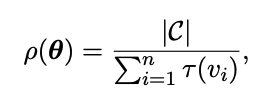 ρ(θ) = |𝒞| / ∑_{i=1}^{n} τ(v_i),